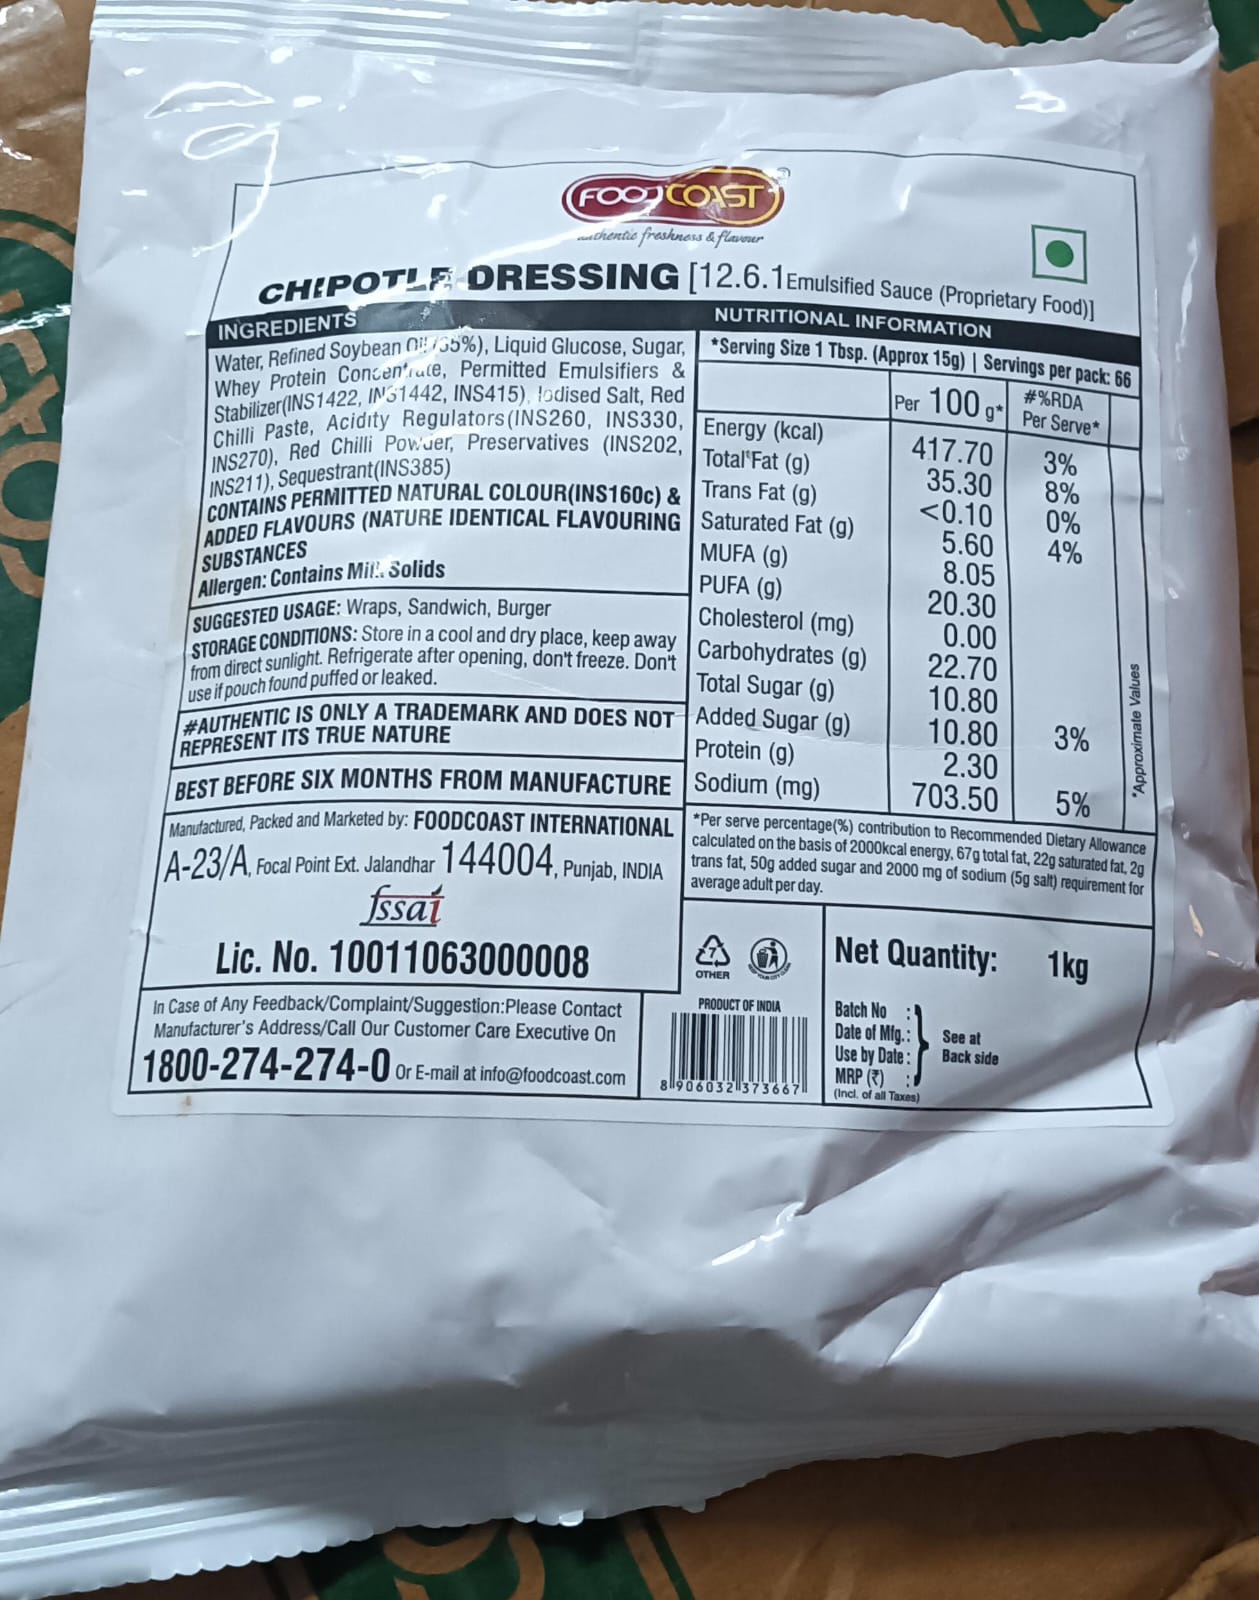 FOODCOAST
freshness & flavour
CHIPOTLE DRESSING [12.6.1 Emulsified Sauce (Proprietary Food)]
INGREDIENTS
Water, Refined Soybean Oil (35%), Liquid Glucose, Sugar,
Whey Protein Concentrate, Permitted Emulsifiers &
Stabilizer(INS1422, INS1442, INS415), Iodised Salt, Red
Chilli Paste, Acidity Regulators(INS260, INS330,
INS270), Red Chilli Powder, Preservatives (INS202,
INS211), Sequestrant(INS385)
CONTAINS PERMITTED NATURAL COLOUR(INS160c) &
ADDED FLAVOURS (NATURE IDENTICAL FLAVOURING
SUBSTANCES
Allergen: Contains Milk Solids
SUGGESTED USAGE: Wraps, Sandwich, Burger
STORAGE CONDITIONS: Store in a cool and dry place, keep away
from direct sunlight. Refrigerate after opening, don't freeze. Don't
use if pouch found puffed or leaked.
#AUTHENTIC IS ONLY A TRADEMARK AND DOES NOT
REPRESENT ITS TRUE NATURE
BEST BEFORE SIX MONTHS FROM MANUFACTURE
Manufactured, Packed and Marketed by: FOODCOAST INTERNATIONAL
A-23/A, Focal Point Ext. Jalandhar 144004, Punjab, INDIA
fssai
Lic. No. 10011063000008
In Case of Any Feedback/Complaint/Suggestion:Please Contact
Manufacturer's Address/Call Our Customer Care Executive On
1800-274-274-0 Or E-mail at info@foodcoast.com
NUTRITIONAL INFORMATION
*Serving Size 1 Tbsp. (Approx 15g) | Servings per pack: 66
Per 100 g* #%RDA
Per Serve*
Energy (kcal) 417.70 3%
Total Fat (g) 35.30 8%
Trans Fat (g) <0.10 0%
Saturated Fat (g) 5.60 4%
MUFA (g) 8.05
PUFA (g) 20.30
Cholesterol (mg) 0.00
Carbohydrates (g) 22.70
Total Sugar (g) 10.80
Added Sugar (g) 10.80 3%
Protein (g) 2.30
Sodium (mg) 703.50 5%
*Approximate Values
*Per serve percentage(%) contribution to Recommended Dietary Allowance
calculated on the basis of 2000kcal energy, 67g total fat, 22g saturated fat, 2g
trans fat, 50g added sugar and 2000 mg of sodium (5g salt) requirement for
average adult per day.
7
OTHER
PRODUCT OF INDIA
8 906032 373667
Net Quantity: 1kg
Batch No :
Date of Mfg.: See at
Use by Date : Back side
MRP (₹) :
(Incl. of all Taxes)